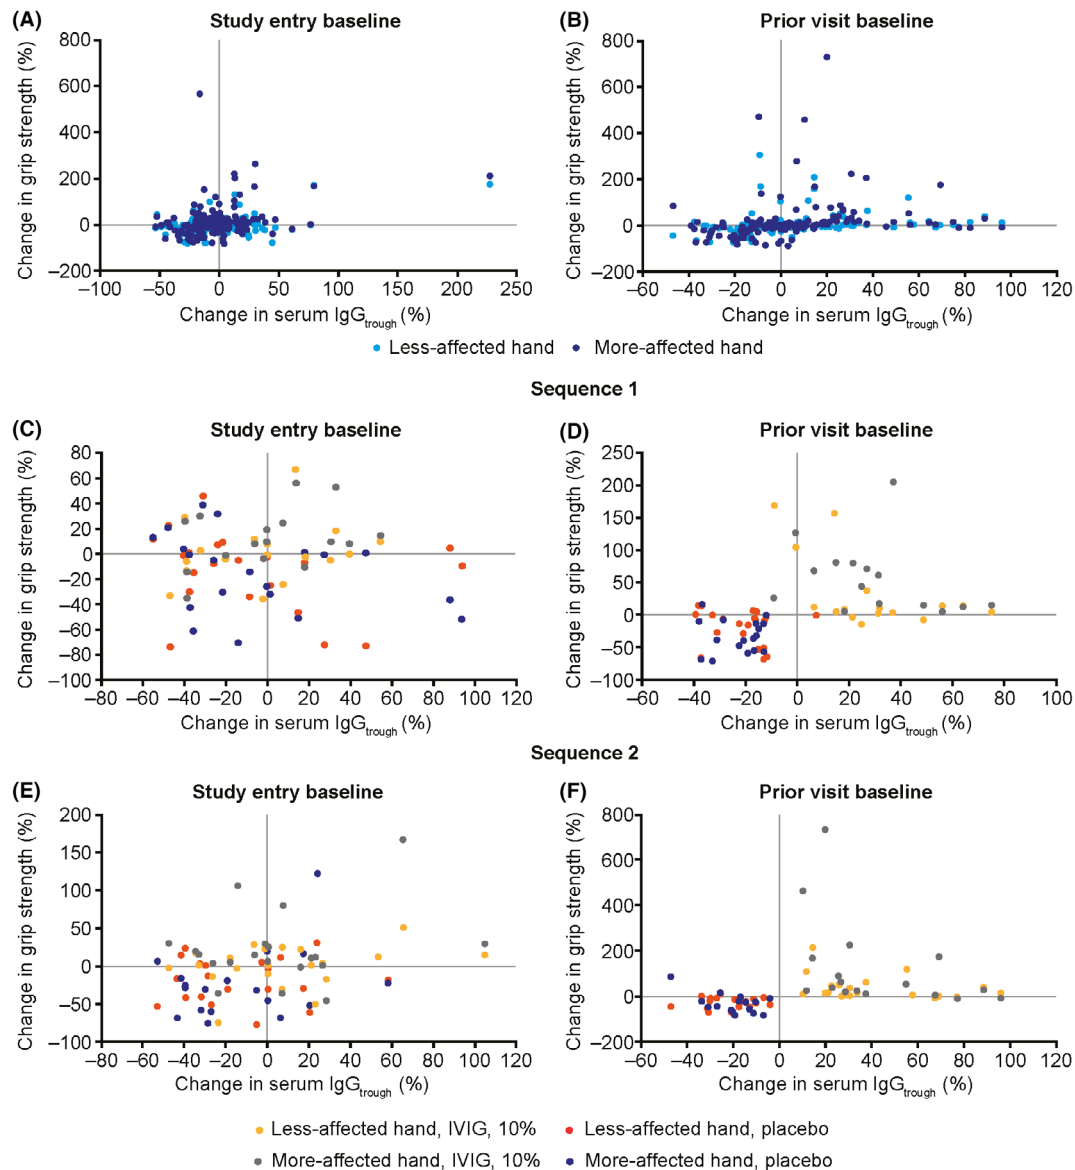 (A) Study entry baseline
Change in grip strength (%)
800
600
400
200
0
−200
−100 −50 0 50 100 150 200 250
Change in serum IgGtrough (%)
(B) Prior visit baseline
Change in grip strength (%)
800
600
400
200
0
−200
−60 −40 −20 0 20 40 60 80 100 120
Change in serum IgGtrough (%)
Less-affected hand More-affected hand
Sequence 1
(C) Study entry baseline
Change in grip strength (%)
80
60
40
20
0
−20
−40
−60
−80
−100
−80 −60 −40 −20 0 20 40 60 80 100 120
Change in serum IgGtrough (%)
(D) Prior visit baseline
Change in grip strength (%)
250
200
150
100
50
0
−50
−100
−60 −40 −20 0 20 40 60 80 100
Change in serum IgGtrough (%)
Sequence 2
(E) Study entry baseline
Change in grip strength (%)
200
150
100
50
0
−50
−100
−80 −60 −40 −20 0 20 40 60 80 100 120
Change in serum IgGtrough (%)
(F) Prior visit baseline
Change in grip strength (%)
800
600
400
200
0
−200
−60 −40 −20 0 20 40 60 80 100 120
Change in serum IgGtrough (%)
Less-affected hand, IVIG, 10% Less-affected hand, placebo
More-affected hand, IVIG, 10% More-affected hand, placebo